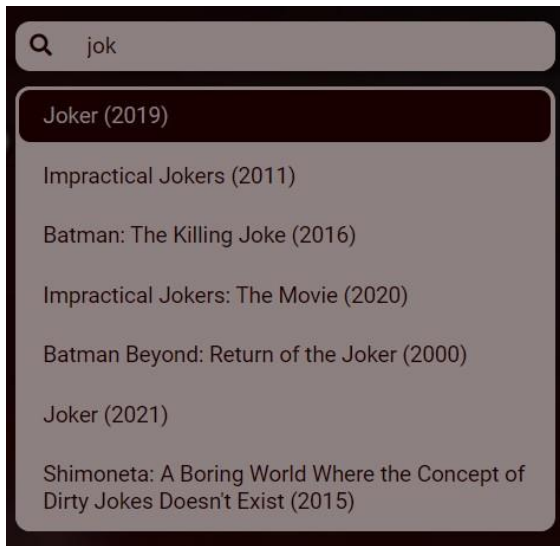 jok
Joker (2019)
Impractical Jokers (2011)
Batman: The Killing Joke (2016)
Impractical Jokers: The Movie (2020)
Batman Beyond: Return of the Joker (2000)
Joker (2021)
Shimoneta: A Boring World Where the Concept of
Dirty Jokes Doesn't Exist (2015)